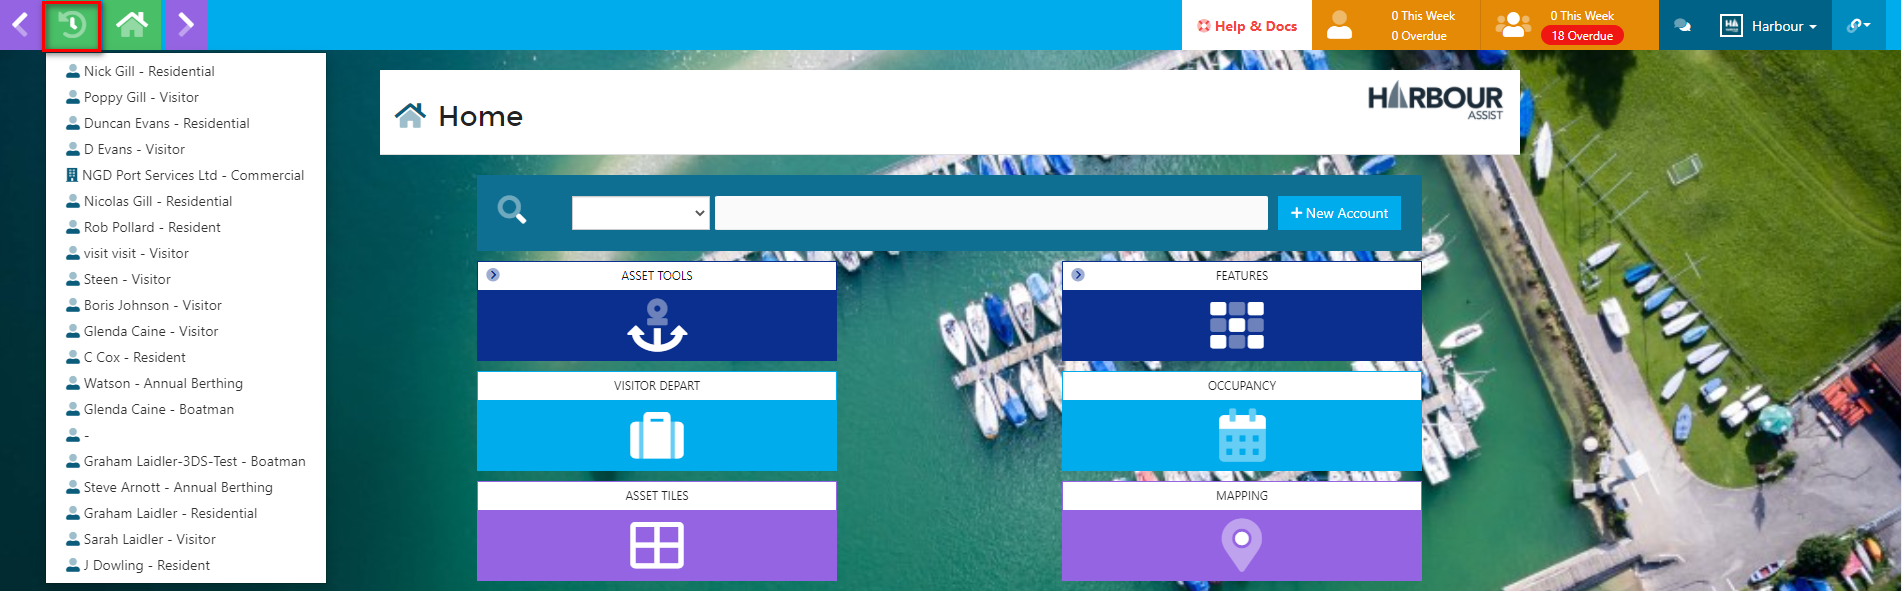 Help & Docs
0 This Week
0 Overdue
0 This Week
18 Overdue
HA
Harbour
Nick Gill - Residential
Poppy Gill - Visitor
Duncan Evans - Residential
D Evans - Visitor
NGD Port Services Ltd - Commercial
Nicolas Gill - Residential
Rob Pollard - Resident
visit visit - Visitor
Steen - Visitor
Boris Johnson - Visitor
Glenda Caine - Visitor
C Cox - Resident
Watson - Annual Berthing
Glenda Caine - Boatman
-
Graham Laidler-3DS-Test - Boatman
Steve Arnott - Annual Berthing
Graham Laidler - Residential
Sarah Laidler - Visitor
J Dowling - Resident
Home
HARBOUR
ASSIST
+ New Account
ASSET TOOLS
FEATURES
VISITOR DEPART
OCCUPANCY
ASSET TILES
MAPPING